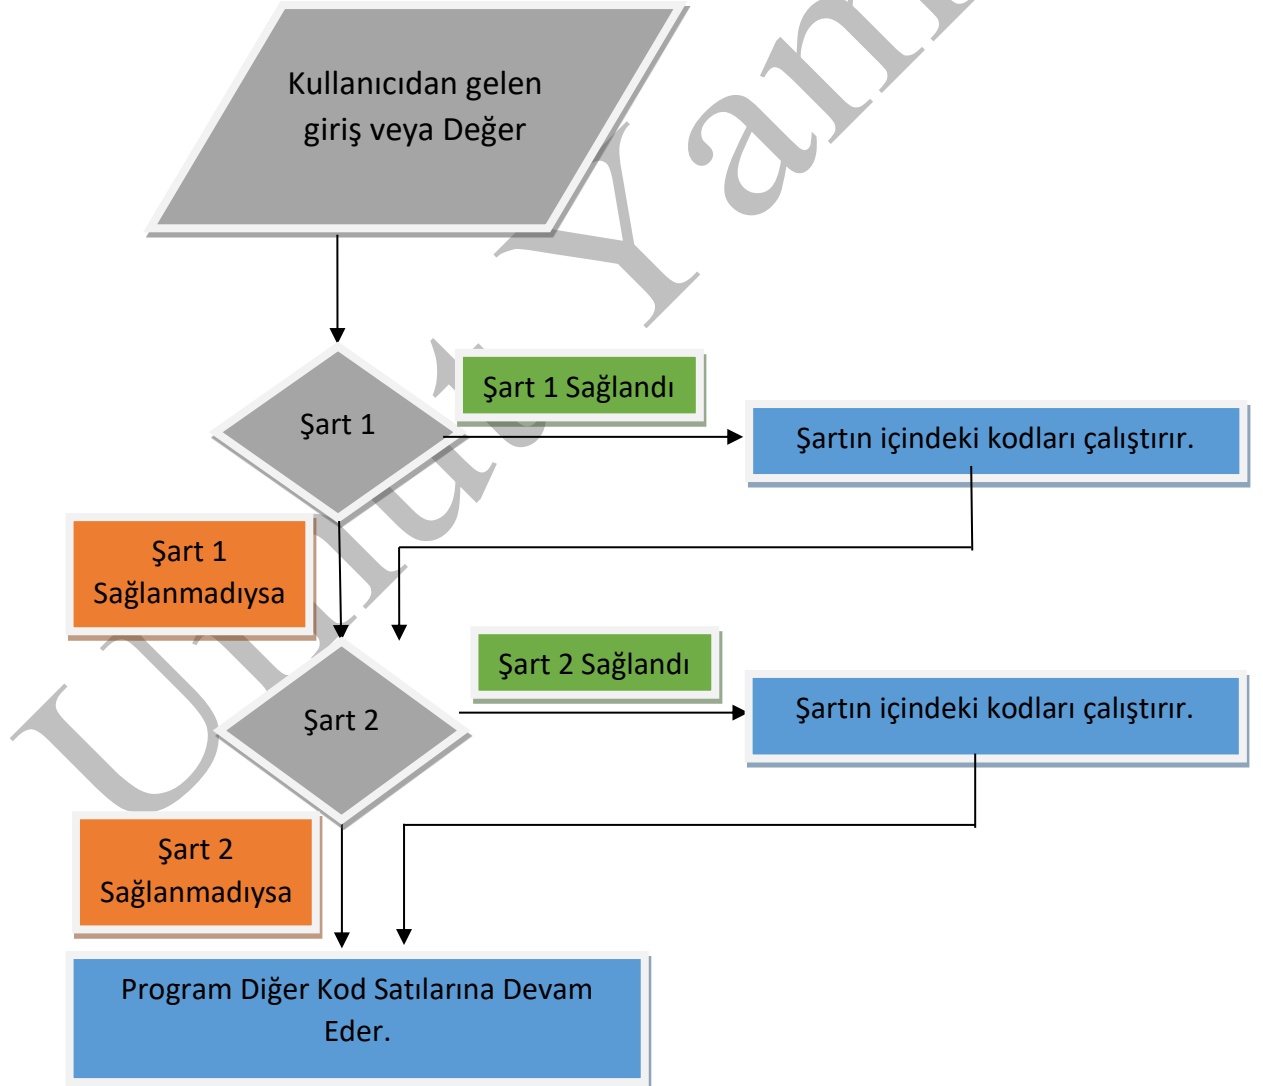 Kullanıcıdan gelen
giriş veya Değer
Şart 1 Sağlandı
Şart 1
Şartın içindeki kodları çalıştırır.
Şart 1
Sağlanmadıysa
Şart 2 Sağlandı
Şart 2
Şartın içindeki kodları çalıştırır.
Şart 2
Sağlanmadıysa
Program Diğer Kod Satılarına Devam
Eder.